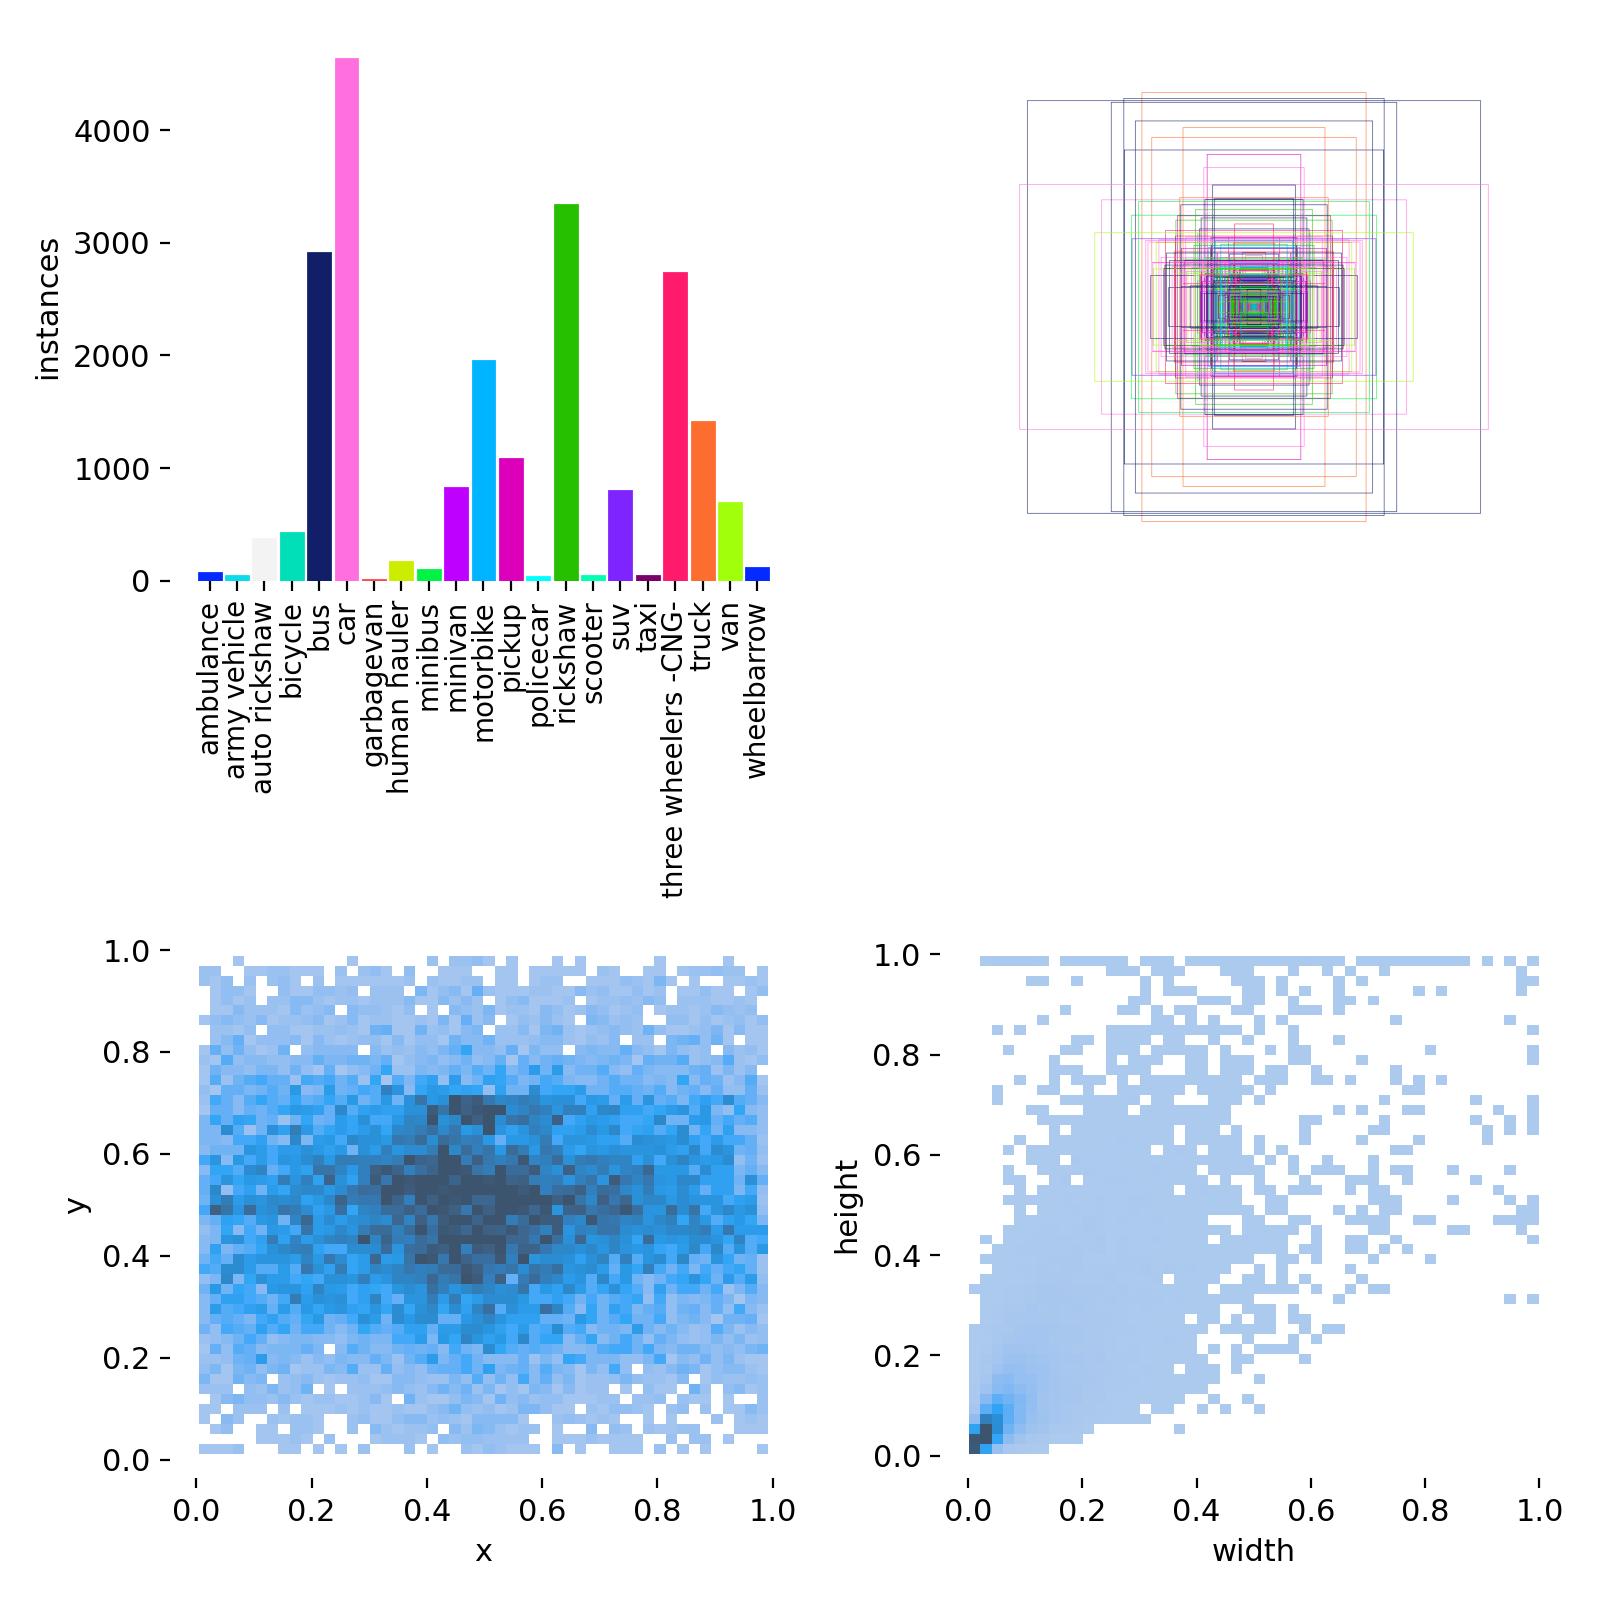 instances
4000
3000
2000
1000
0
ambulance
army vehicle
auto rickshaw
bicycle
bus
car
garbagevan
human hauler
minibus
minivan
motorbike
pickup
policecar
rickshaw
scooter
suv
taxi
three wheelers -CNG-
truck
van
wheelbarrow
y
1.0
0.8
0.6
0.4
0.2
0.0
0.0 0.2 0.4 0.6 0.8 1.0
x
height
1.0
0.8
0.6
0.4
0.2
0.0
0.0 0.2 0.4 0.6 0.8 1.0
width